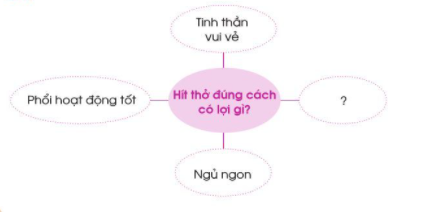 Tinh thần
vui vẻ
Phổi hoạt động tốt
Hít thở đúng cách
có lợi gì?
?
Ngủ ngon